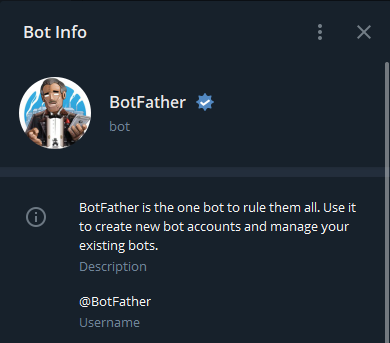 Bot Info
BotFather
bot
BotFather is the one bot to rule them all. Use it
to create new bot accounts and manage your
existing bots.
Description
@BotFather
Username